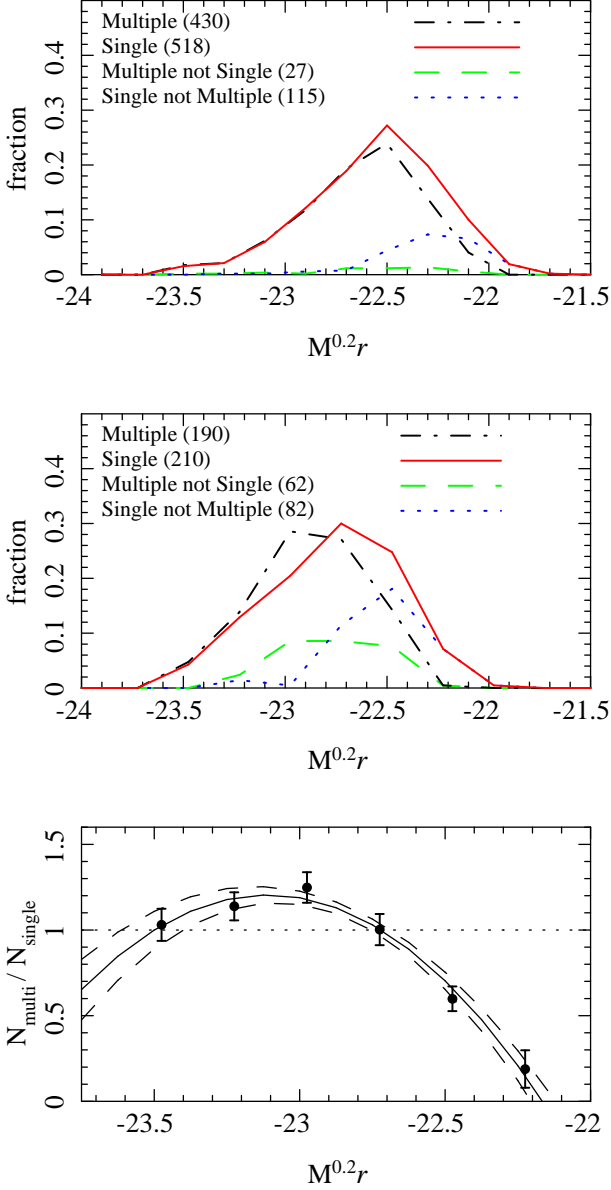 Multiple (430)
Single (518)
Multiple not Single (27)
Single not Multiple (115)
fraction
0 0.1 0.2 0.3 0.4
-24 -23.5 -23 -22.5 -22 -21.5
M^0.2r
Multiple (190)
Single (210)
Multiple not Single (62)
Single not Multiple (82)
fraction
0 0.1 0.2 0.3 0.4
-24 -23.5 -23 -22.5 -22 -21.5
M^0.2r
N_multi / N_single
0 0.5 1 1.5
-23.5 -23 -22.5 -22
M^0.2r